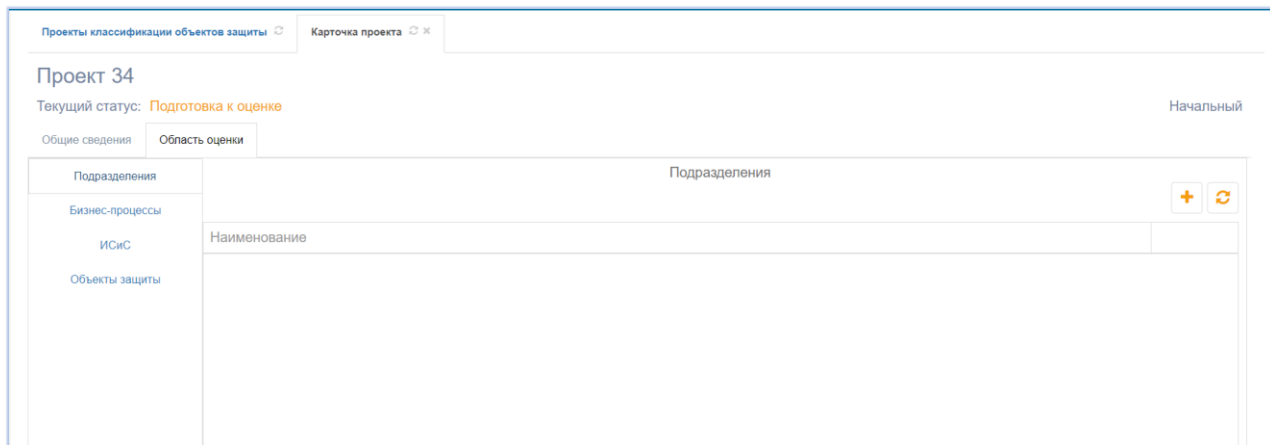 Проекты классификации объектов защиты Карточка проекта
Проект 34
Текущий статус: Подготовка к оценке Начальный
Общие сведения Область оценки
Подразделения Подразделения
Бизнес-процессы
Наименование
ИСиС
Объекты защиты